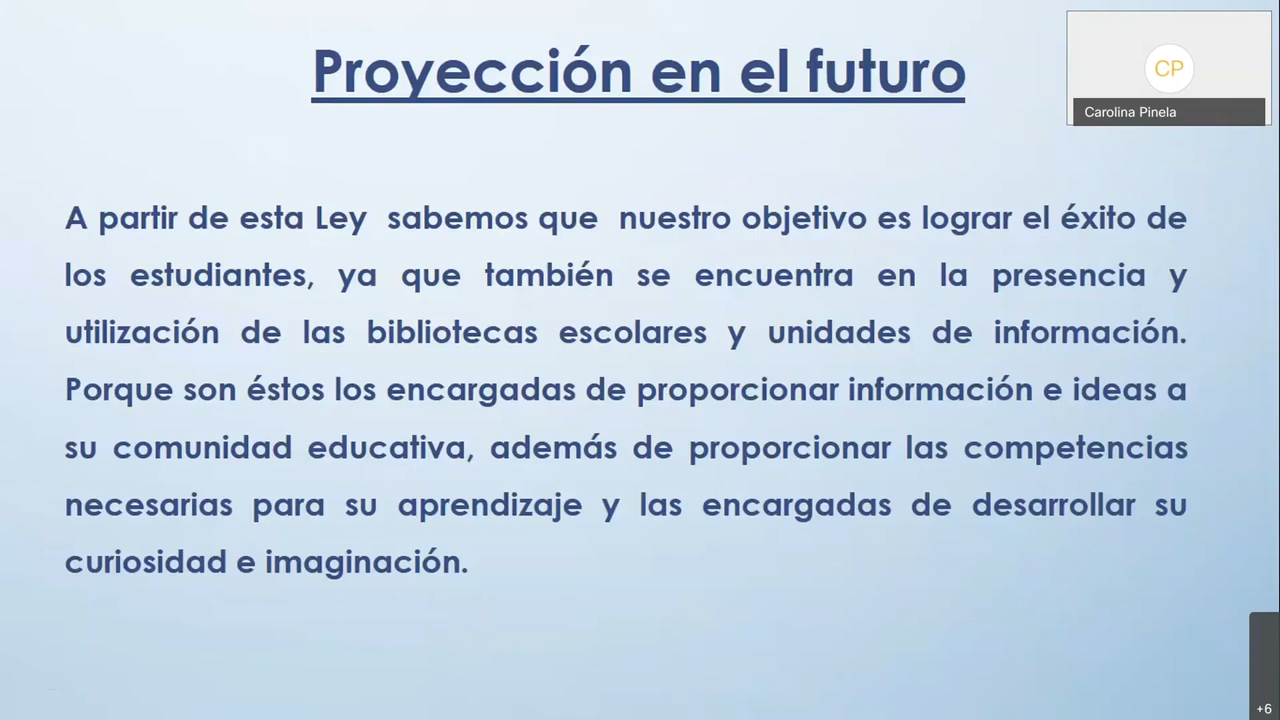 Proyección en el futuro
CP
Carolina Pinela
A partir de esta Ley sabemos que nuestro objetivo es lograr el éxito de
los estudiantes, ya que también se encuentra en la presencia y
utilización de las bibliotecas escolares y unidades de información.
Porque son éstos los encargadas de proporcionar información e ideas a
su comunidad educativa, además de proporcionar las competencias
necesarias para su aprendizaje y las encargadas de desarrollar su
curiosidad e imaginación.
+6